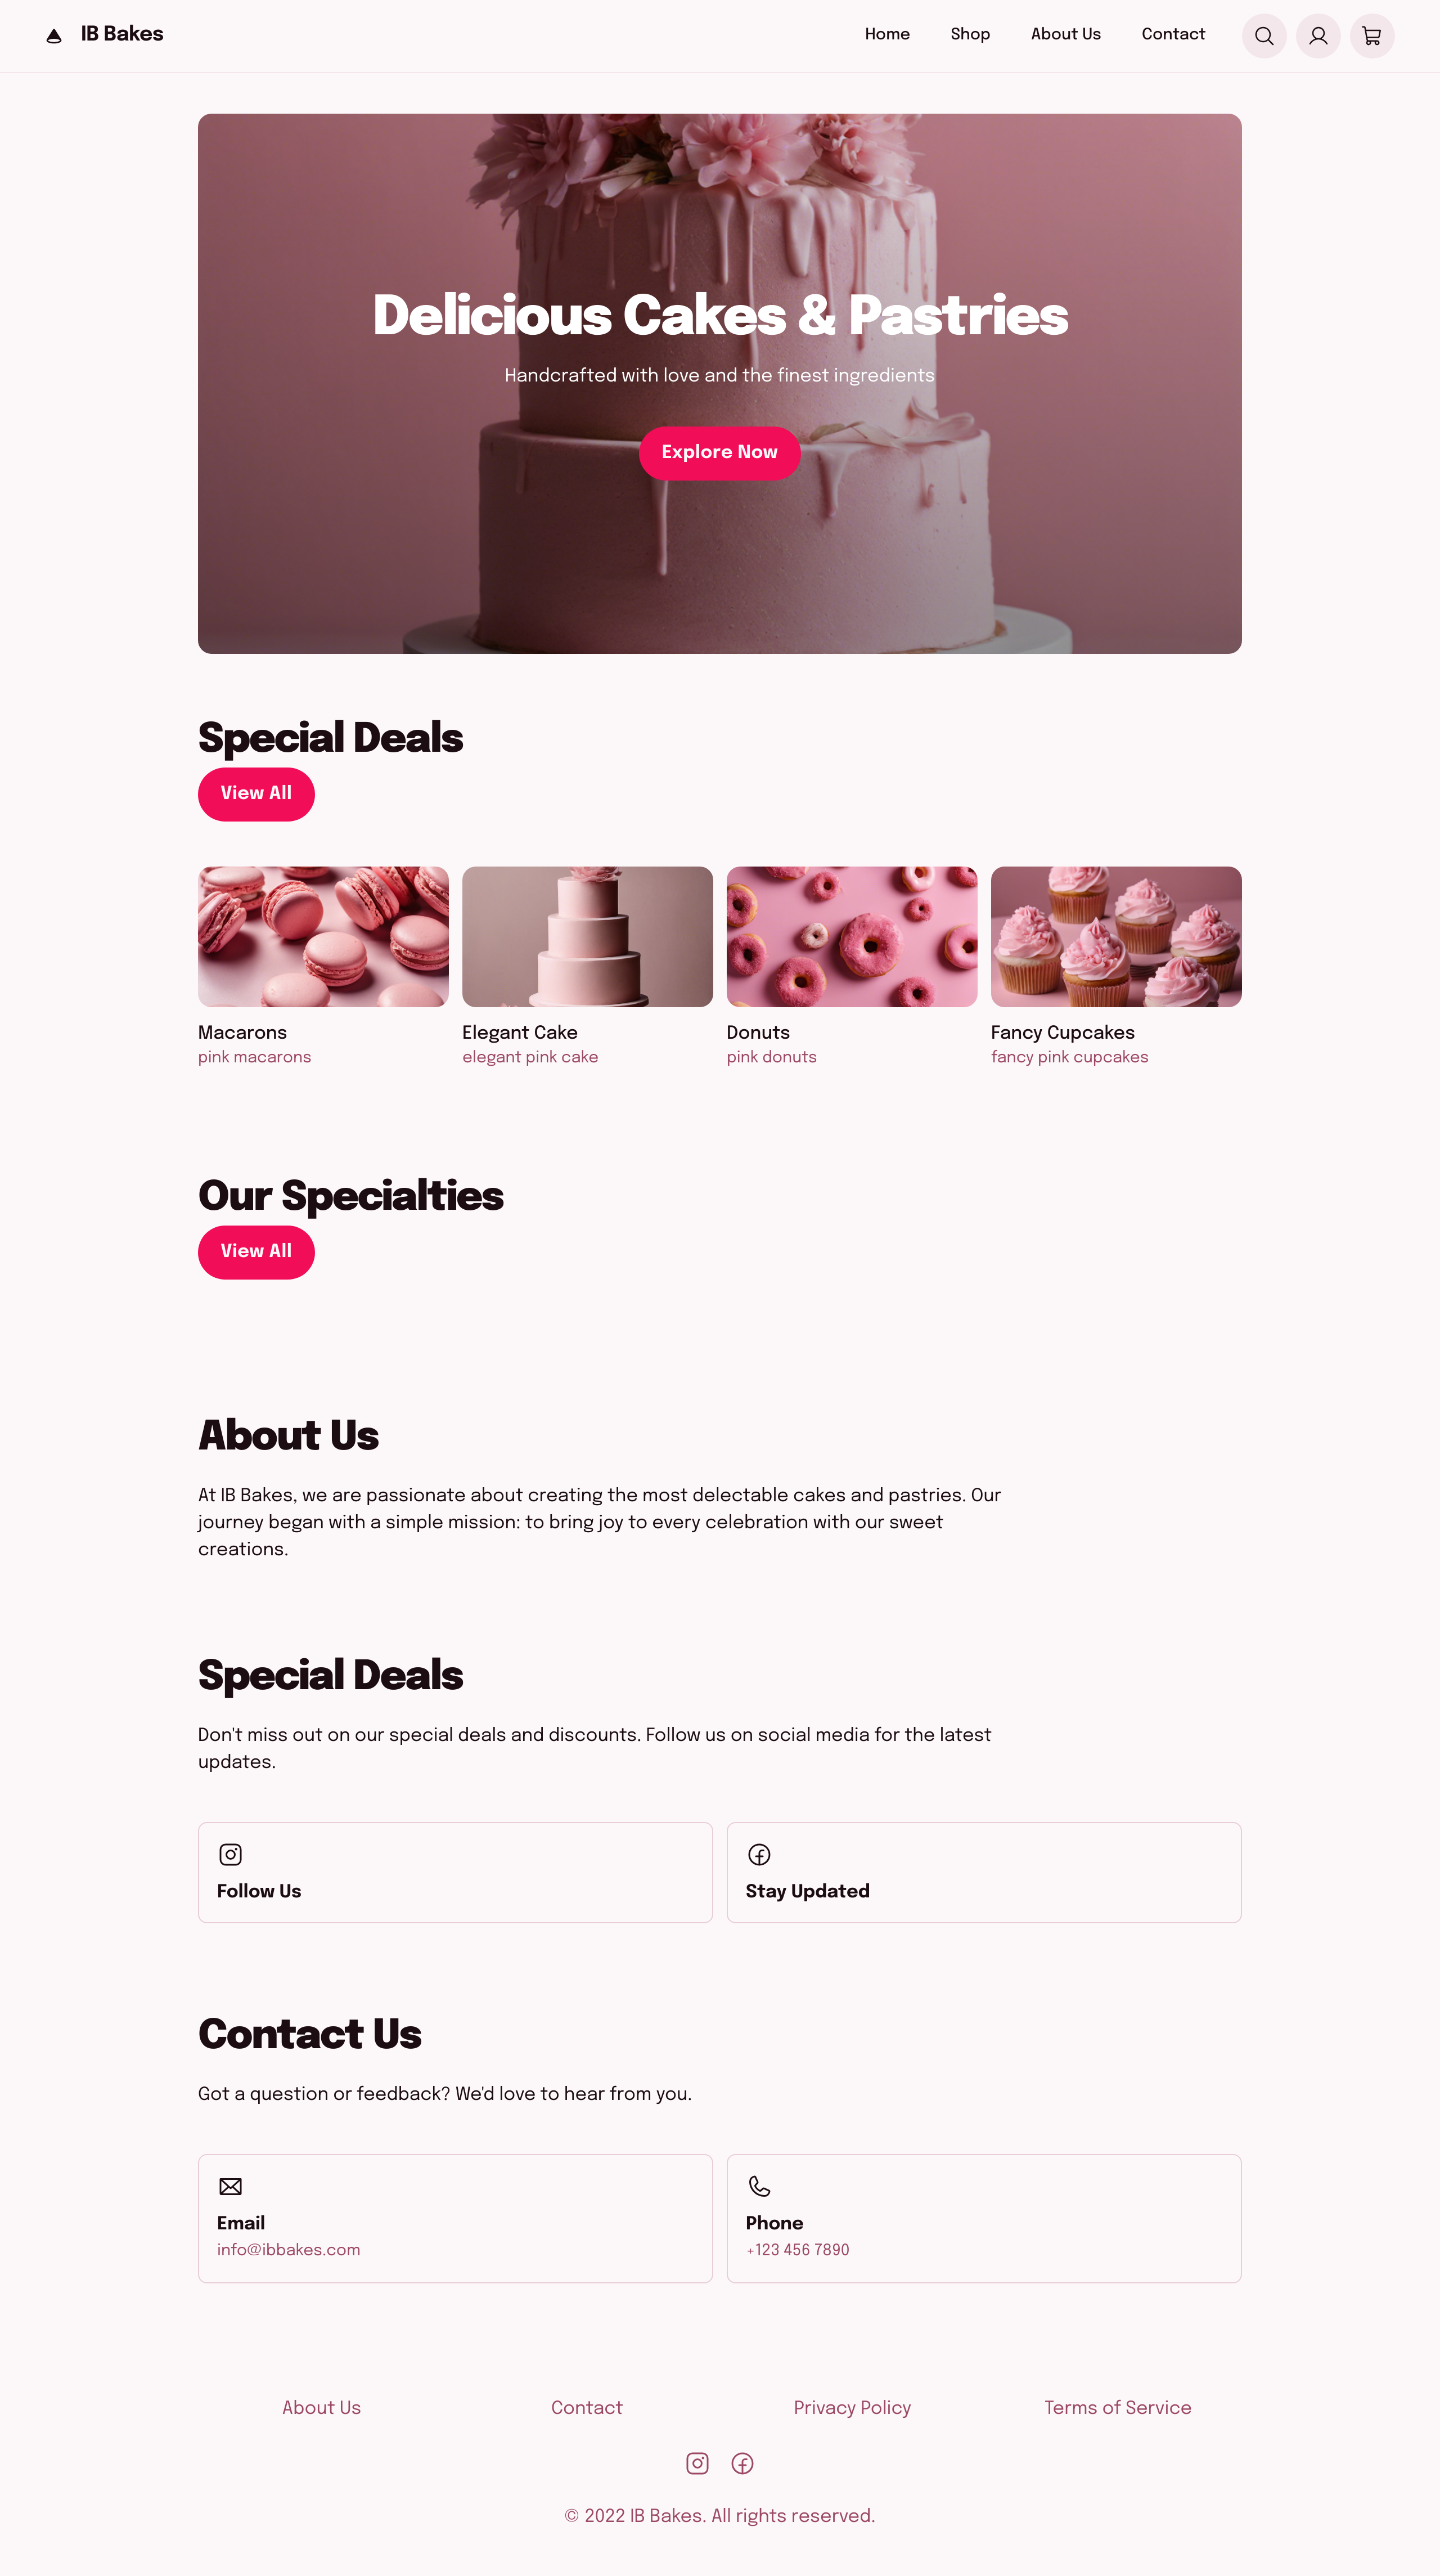 IB Bakes
Home
Shop
About Us
Contact
Delicious Cakes & Pastries
Handcrafted with love and the finest ingredients
Explore Now
Special Deals
View All
Macarons
pink macarons
Elegant Cake
elegant pink cake
Donuts
pink donuts
Fancy Cupcakes
fancy pink cupcakes
Our Specialties
View All
About Us
At IB Bakes, we are passionate about creating the most delectable cakes and pastries. Our
journey began with a simple mission: to bring joy to every celebration with our sweet
creations.
Special Deals
Don't miss out on our special deals and discounts. Follow us on social media for the latest
updates.
Follow Us
Stay Updated
Contact Us
Got a question or feedback? We'd love to hear from you.
Email
info@ibbakes.com
Phone
+123 456 7890
About Us
Contact
Privacy Policy
Terms of Service
© 2022 IB Bakes. All rights reserved.